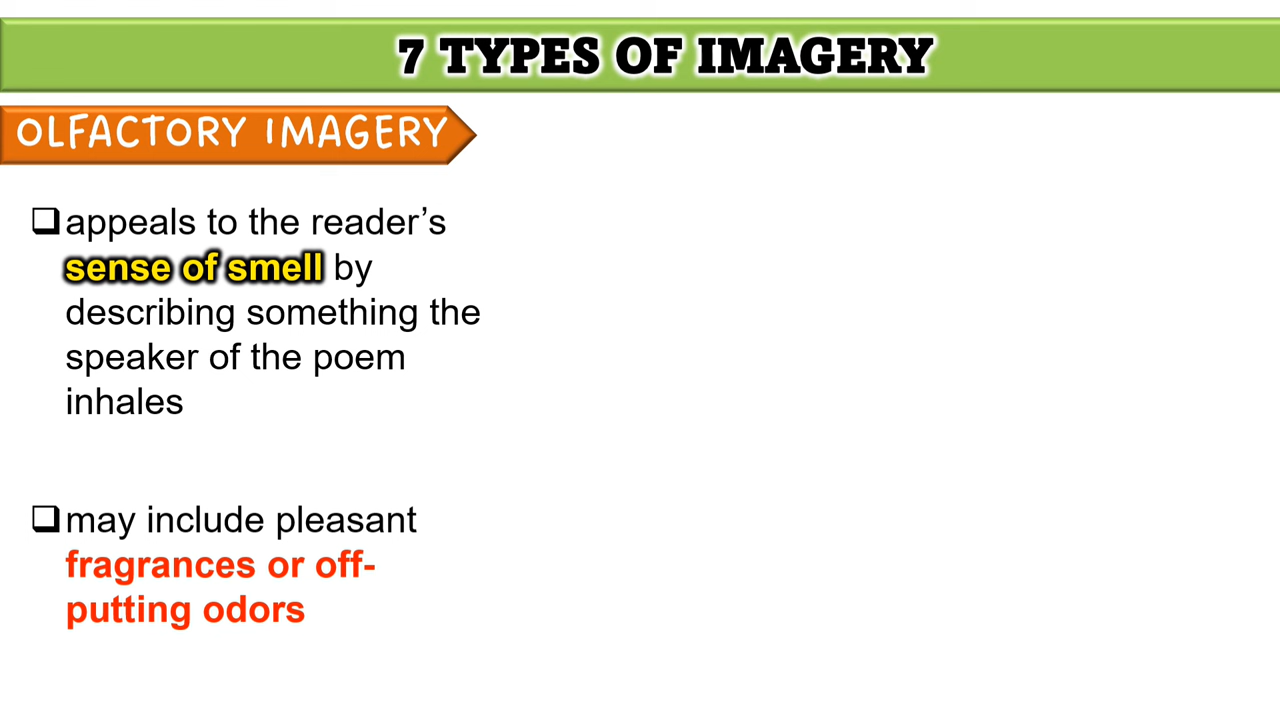 7 TYPES OF IMAGERY
OLFACTORY IMAGERY
❑appeals to the reader’s
sense of smell by
describing something the
speaker of the poem
inhales
❑may include pleasant
fragrances or off-
putting odors